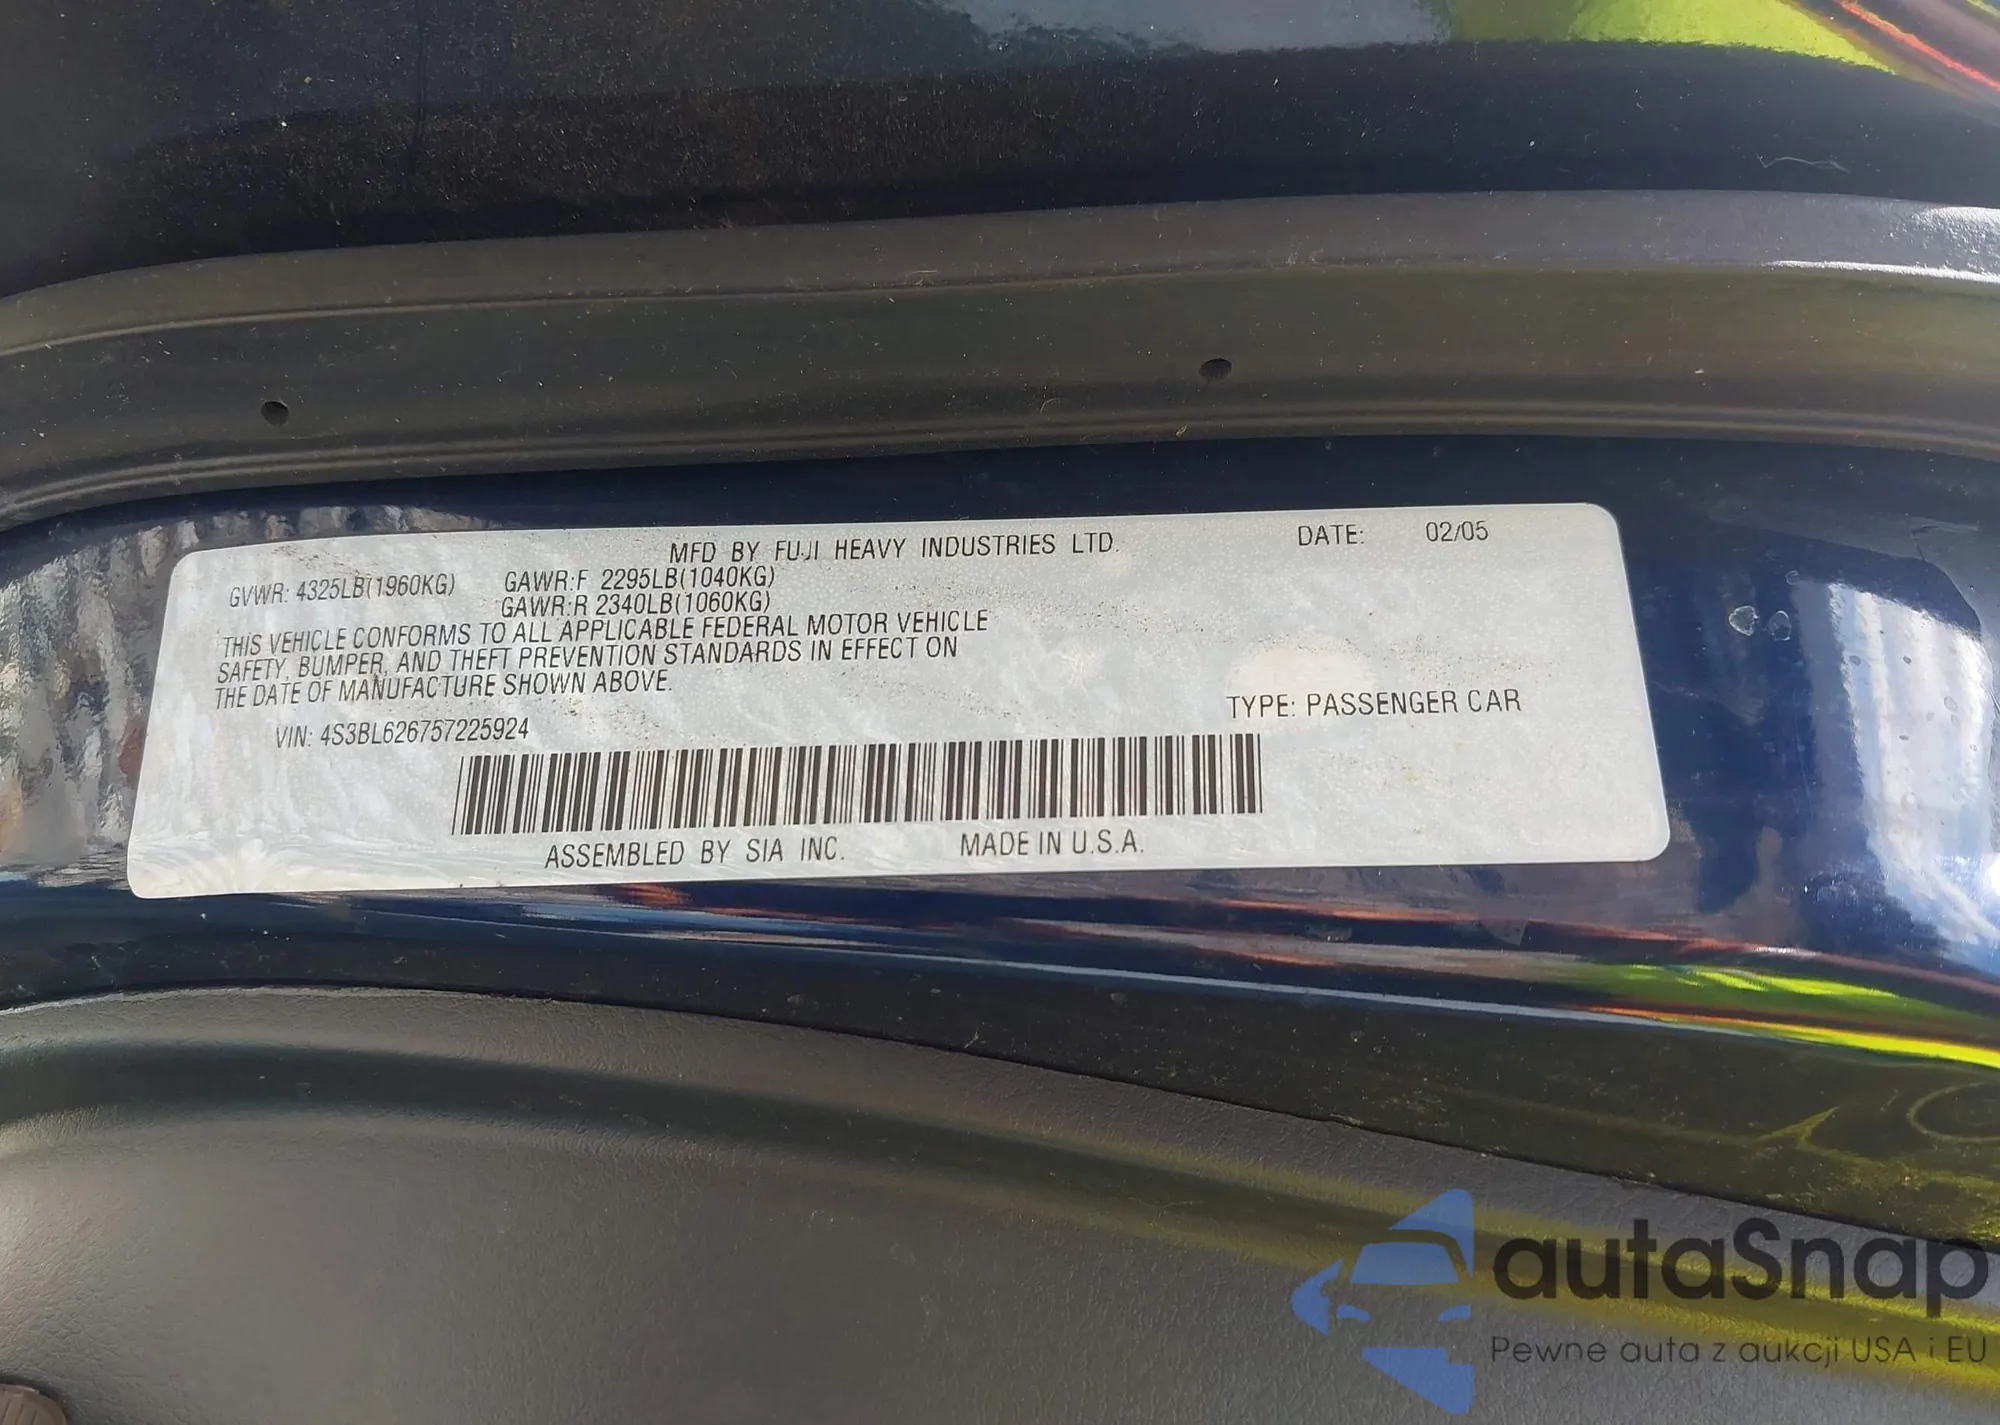 MFD BY FUJI HEAVY INDUSTRIES LTD. DATE: 02/05
GVWR: 4325LB(1960KG) GAWR:F 2295LB(1040KG)
GAWR:R 2340LB(1060KG)
THIS VEHICLE CONFORMS TO ALL APPLICABLE FEDERAL MOTOR VEHICLE
SAFETY, BUMPER, AND THEFT PREVENTION STANDARDS IN EFFECT ON
THE DATE OF MANUFACTURE SHOWN ABOVE.
VIN: 4S3BL626757225924 TYPE: PASSENGER CAR
ASSEMBLED BY SIA INC. MADE IN U.S.A.
autaSnap
Pewne auta z aukcji USA i EU